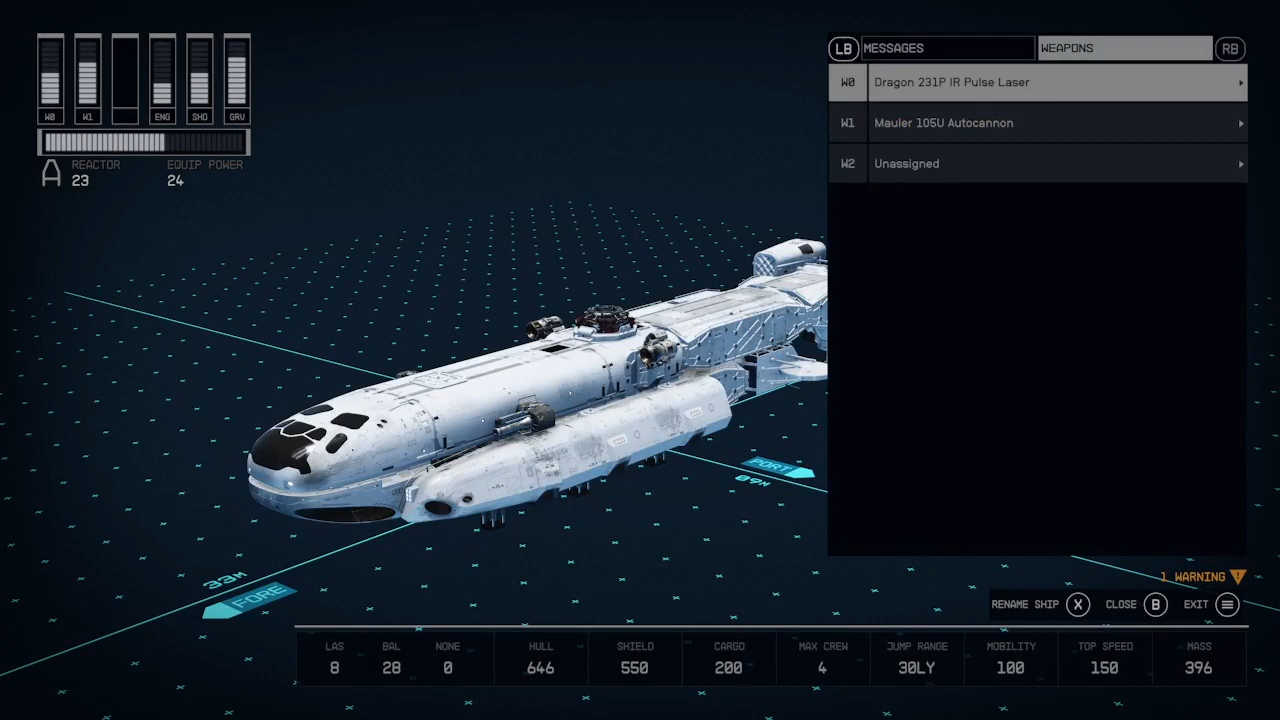 W0 W1 ENG SHD GRV
REACTOR
23
EQUIP POWER
24
LB MESSAGES WEAPONS RB
W0 Dragon 231P IR Pulse Laser
W1 Mauler 105U Autocannon
W2 Unassigned
PORT
09M
33M
FORE
1 WARNING
RENAME SHIP X CLOSE B EXIT
LAS BAL NONE HULL SHIELD CARGO MAX CREW JUMP RANGE MOBILITY TOP SPEED MASS
8 28 0 646 550 200 4 30LY 100 150 396